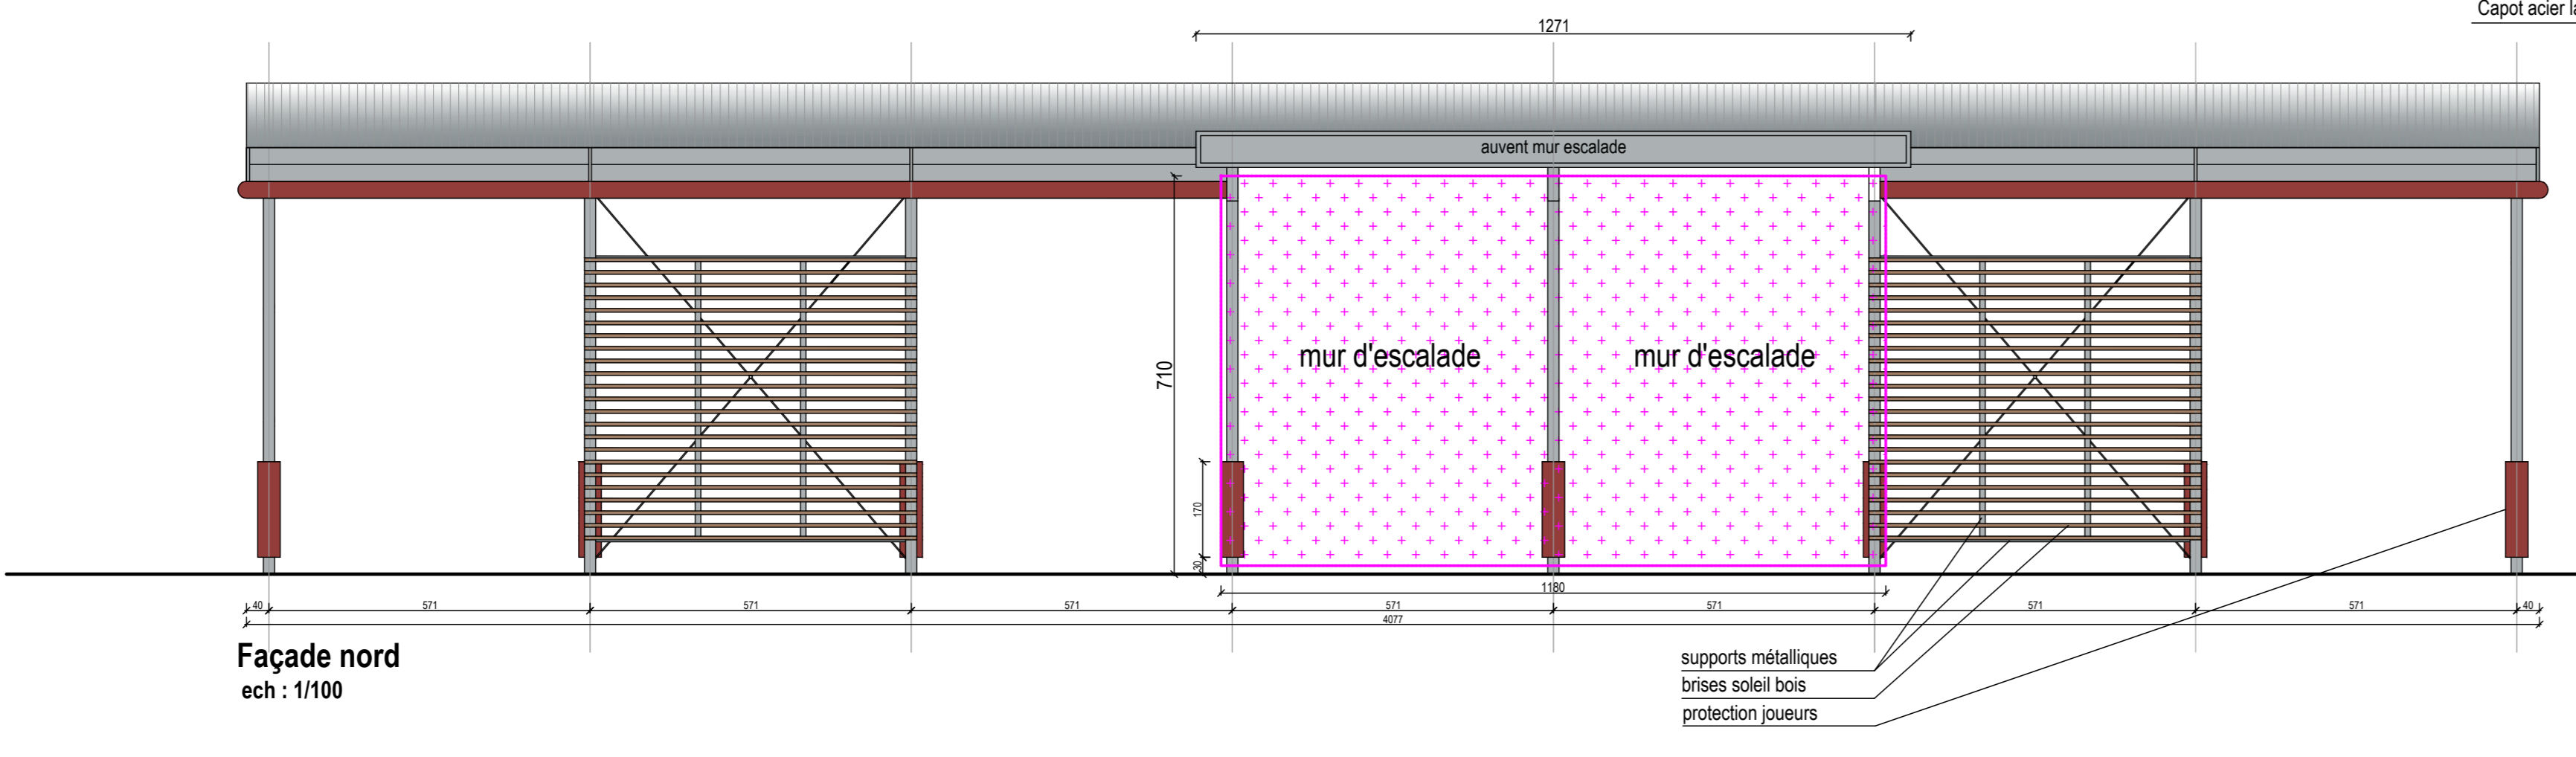 Capot acier
1271
auvent mur escalade
710
mur d'escalade
mur d'escalade
170
30
1180
40
571
571
571
571
571
571
571
40
4077
Façade nord
ech : 1/100
supports métalliques
brises soleil bois
protection joueurs